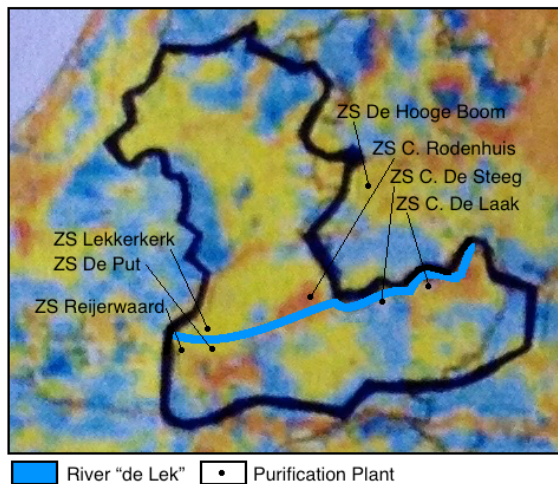 ZS De Hooge Boom
ZS C. Rodenhuis
ZS C. De Steeg
ZS C. De Laak
ZS Lekkerkerk
ZS De Put
ZS Reijerwaard
River “de Lek”
Purification Plant